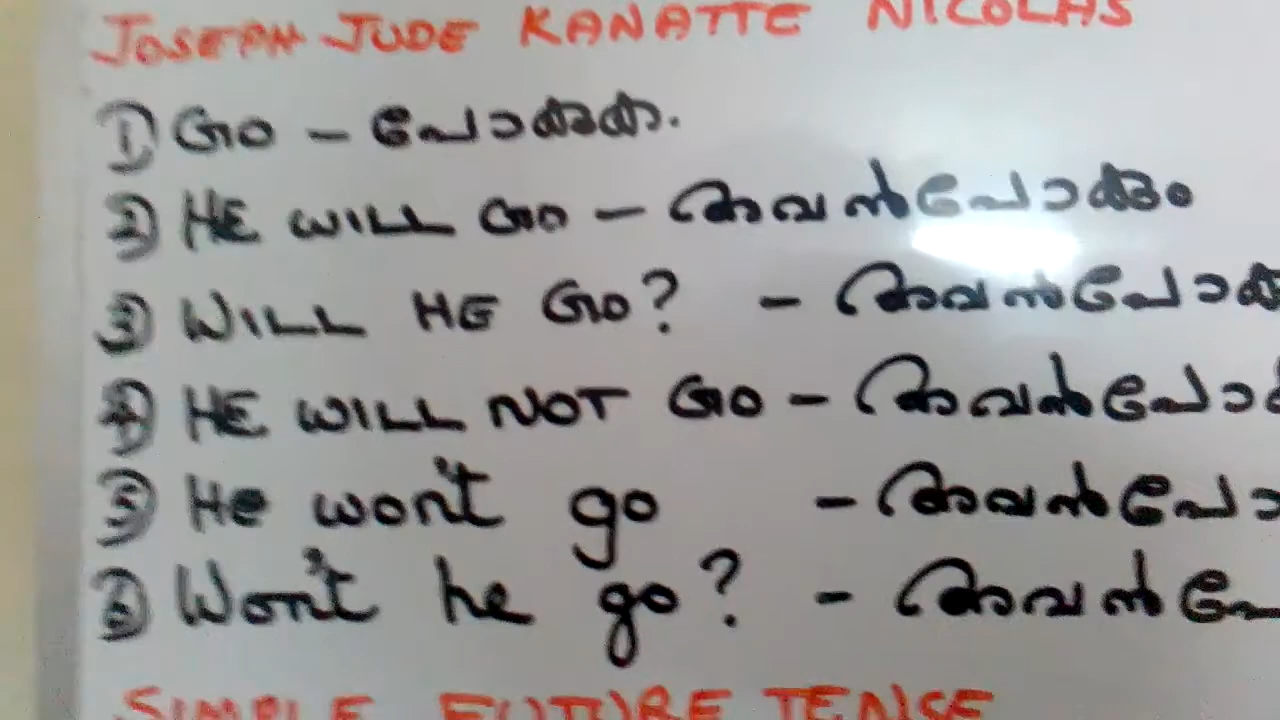 JOSEPH JUDE KANATTE NICOLAS
① GO – പോകുക.
② HE WILL GO – അവൻ പോകും
③ WILL HE GO? – അവൻ പോക
④ HE WILL NOT GO – അവൻ പോ
⑤ He won't go – അവൻ പോ
⑥ Won't he go? – അവൻ
SIMPLE FUTURE TENSE